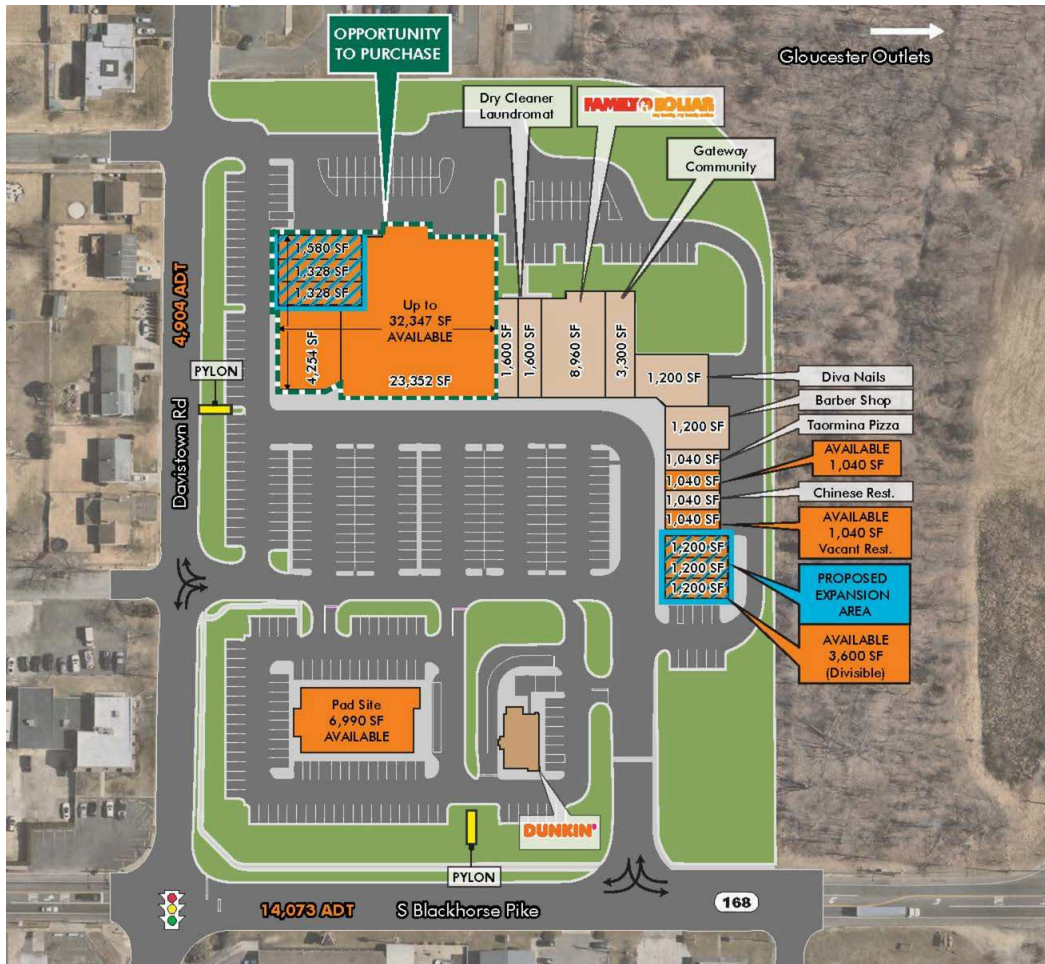 OPPORTUNITY
TO PURCHASE
Gloucester Outlets
Dry Cleaner
Laundromat
FAMILY DOLLAR
Gateway
Community
1,580 SF
1,328 SF
1,328 SF
Up to
32,347 SF
AVAILABLE
4,254 SF
23,352 SF
1,600 SF
1,600 SF
8,960 SF
3,300 SF
1,200 SF
Diva Nails
1,200 SF
Barber Shop
Taormina Pizza
1,040 SF
AVAILABLE
1,040 SF
1,040 SF
1,040 SF
Chinese Rest.
1,040 SF
AVAILABLE
1,040 SF
Vacant Rest.
1,200 SF
1,200 SF
1,200 SF
PROPOSED
EXPANSION
AREA
AVAILABLE
3,600 SF
(Divisible)
4,904 ADT
PYLON
Davistown Rd
Pad Site
6,990 SF
AVAILABLE
DUNKIN'
PYLON
14,073 ADT
S Blackhorse Pike
168